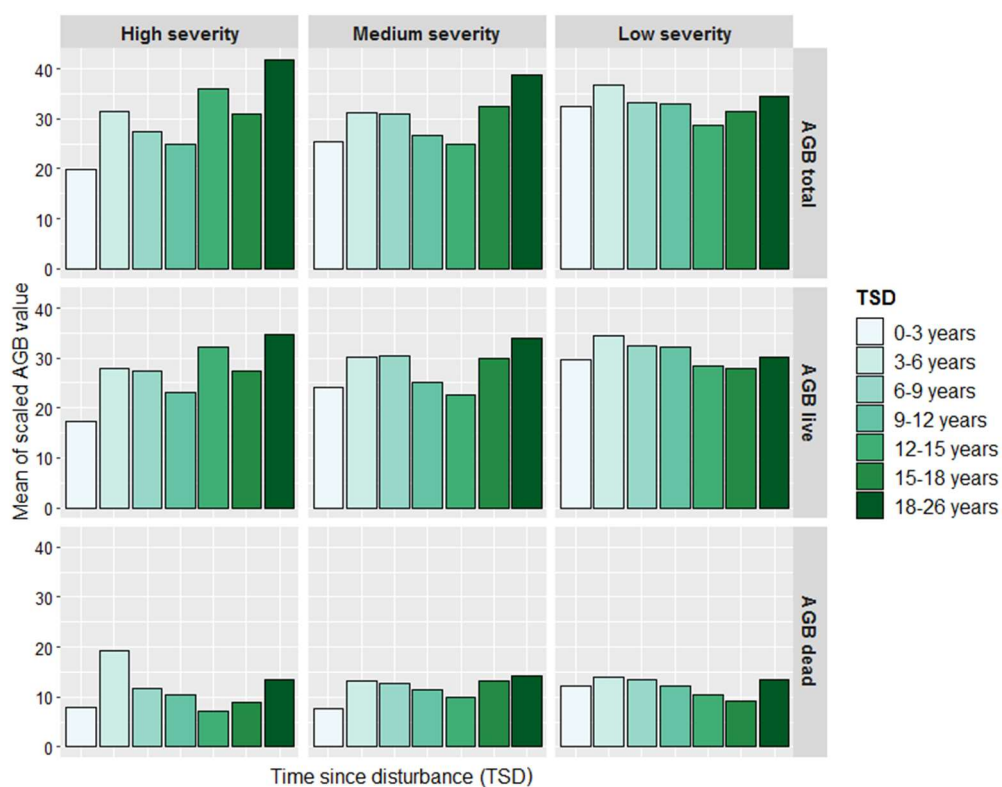 High severity
Medium severity
Low severity
Mean of scaled AGB value
40
30
20
10
0
AGB total
40
30
20
10
0
AGB live
40
30
20
10
0
AGB dead
Time since disturbance (TSD)
TSD
0-3 years
3-6 years
6-9 years
9-12 years
12-15 years
15-18 years
18-26 years